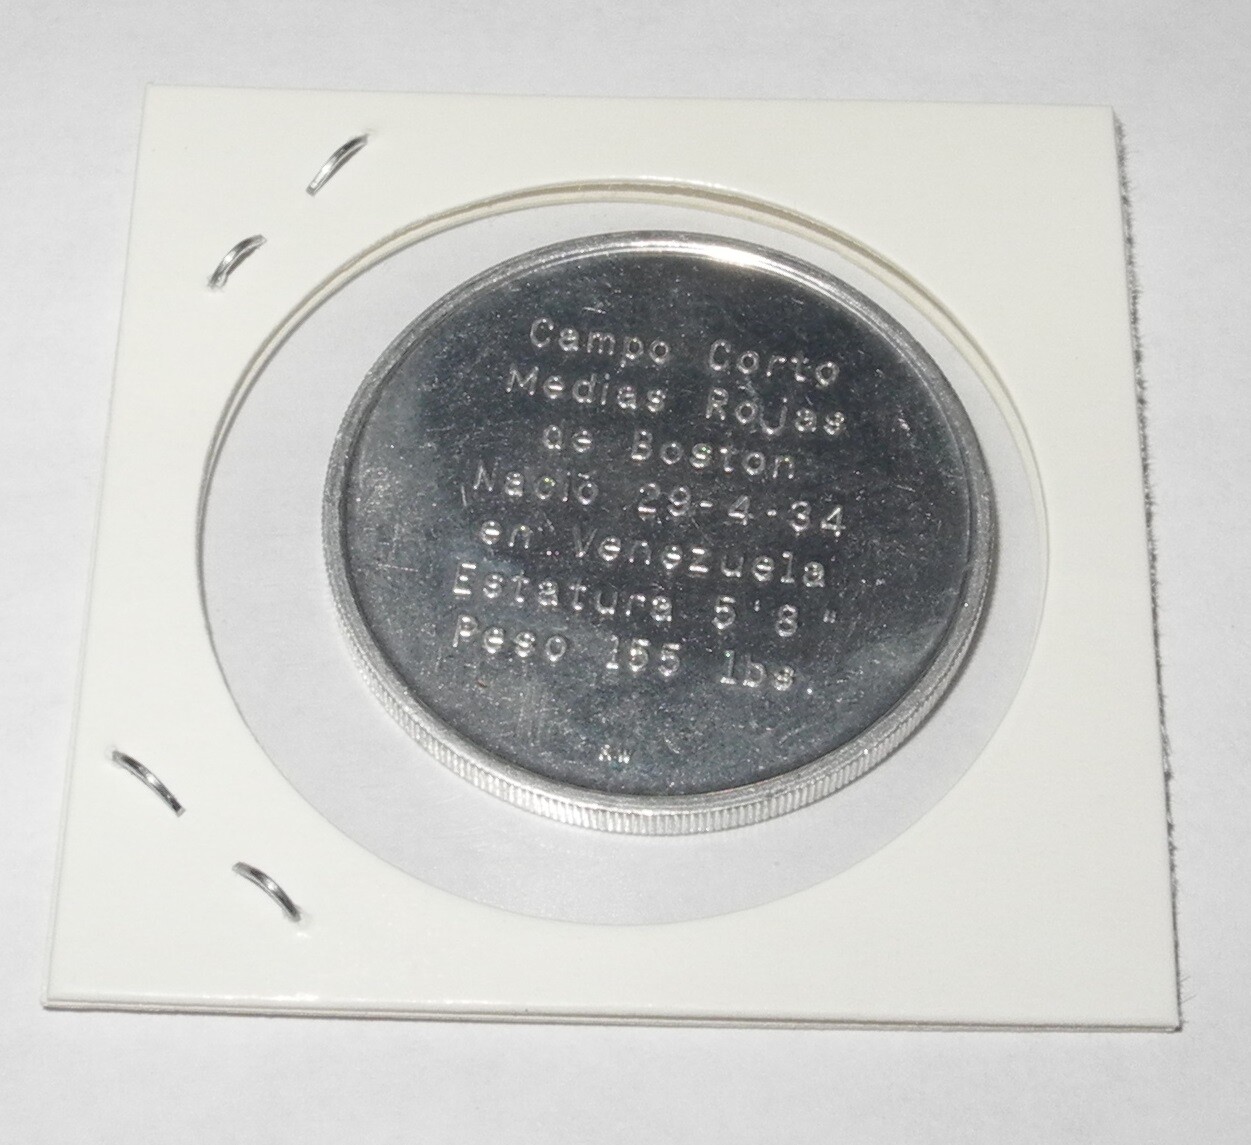 Campo Corto
Medias Rojas
de Boston
Nació 29-4-34
en Venezuela
Estatura 5'8"
Peso 155 lbs.
R.W